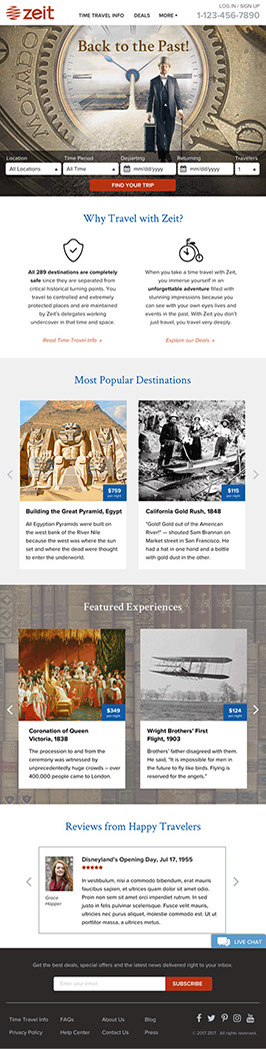 zeit
TIME TRAVEL INFO DEALS MORE
LOG IN / SIGN UP
1-123-456-7890
MOVADO
Back to the Past!
Location Time Period Departing Returning Travelers
All Locations All Time mm/dd/yyyy mm/dd/yyyy 1
FIND YOUR TRIP
Why Travel with Zeit?
All 289 destinations are completely
safe since they are separated from
critical historical turning points. You
travel to controlled and extremely
protected places and are maintained
by Zeit's delegates working
undercover in that time and space.
Read Time Travel Info >
When you take a time travel with Zeit,
you immerse yourself in an
unforgettable adventure filled with
stunning impressions because you
can see with your own eyes lives and
events in the past. With Zeit you don't
just travel, you travel very deeply.
Explore our Deals >
Most Popular Destinations
$759
per night
Building the Great Pyramid, Egypt
All Egyptian Pyramids were built on
the west bank of the River Nile
because the west was where the sun
set and where the dead were thought
to enter the underworld.
$115
per night
California Gold Rush, 1848
"Gold! Gold out of the American
River!" — shouted Sam Brannan on
Market street in San Francisco. He
had a hat in one hand and a bottle
with gold dust in the other.
Featured Experiences
$349
per night
Coronation of Queen
Victoria, 1838
The procession to and from the
ceremony was witnessed by
unprecedentedly huge crowds – over
400,000 people came to London.
$124
per night
Wright Brothers' First
Flight, 1903
Brothers' father disagreed with them.
He said, "It is impossible for men in
the future to fly like birds. Flying is
reserved for the angels."
Reviews from Happy Travelers
Grace
Hopper
Disneyland's Opening Day, Jul 17, 1955
In vestibulum, nisi a commodo bibendum, erat mauris
faucibus sapien, et ultrices quam dolor sit amet odio.
Proin non sem sit amet orci imperdiet rutrum. In sed
justo in felis pulvinar scelerisque. Fusce velit mauris,
ultricies nec purus aliquet, molestie commodo est. Ut ut
porttitor massa, a ultrices metus.
LIVE CHAT
Get the best deals, special offers and the latest news delivered right to your inbox.
Enter your email SUBSCRIBE
Time Travel Info FAQs About Us Blog
Privacy Policy Help Center Contact Us Press
© 2017 ZEIT. All rights reserved.